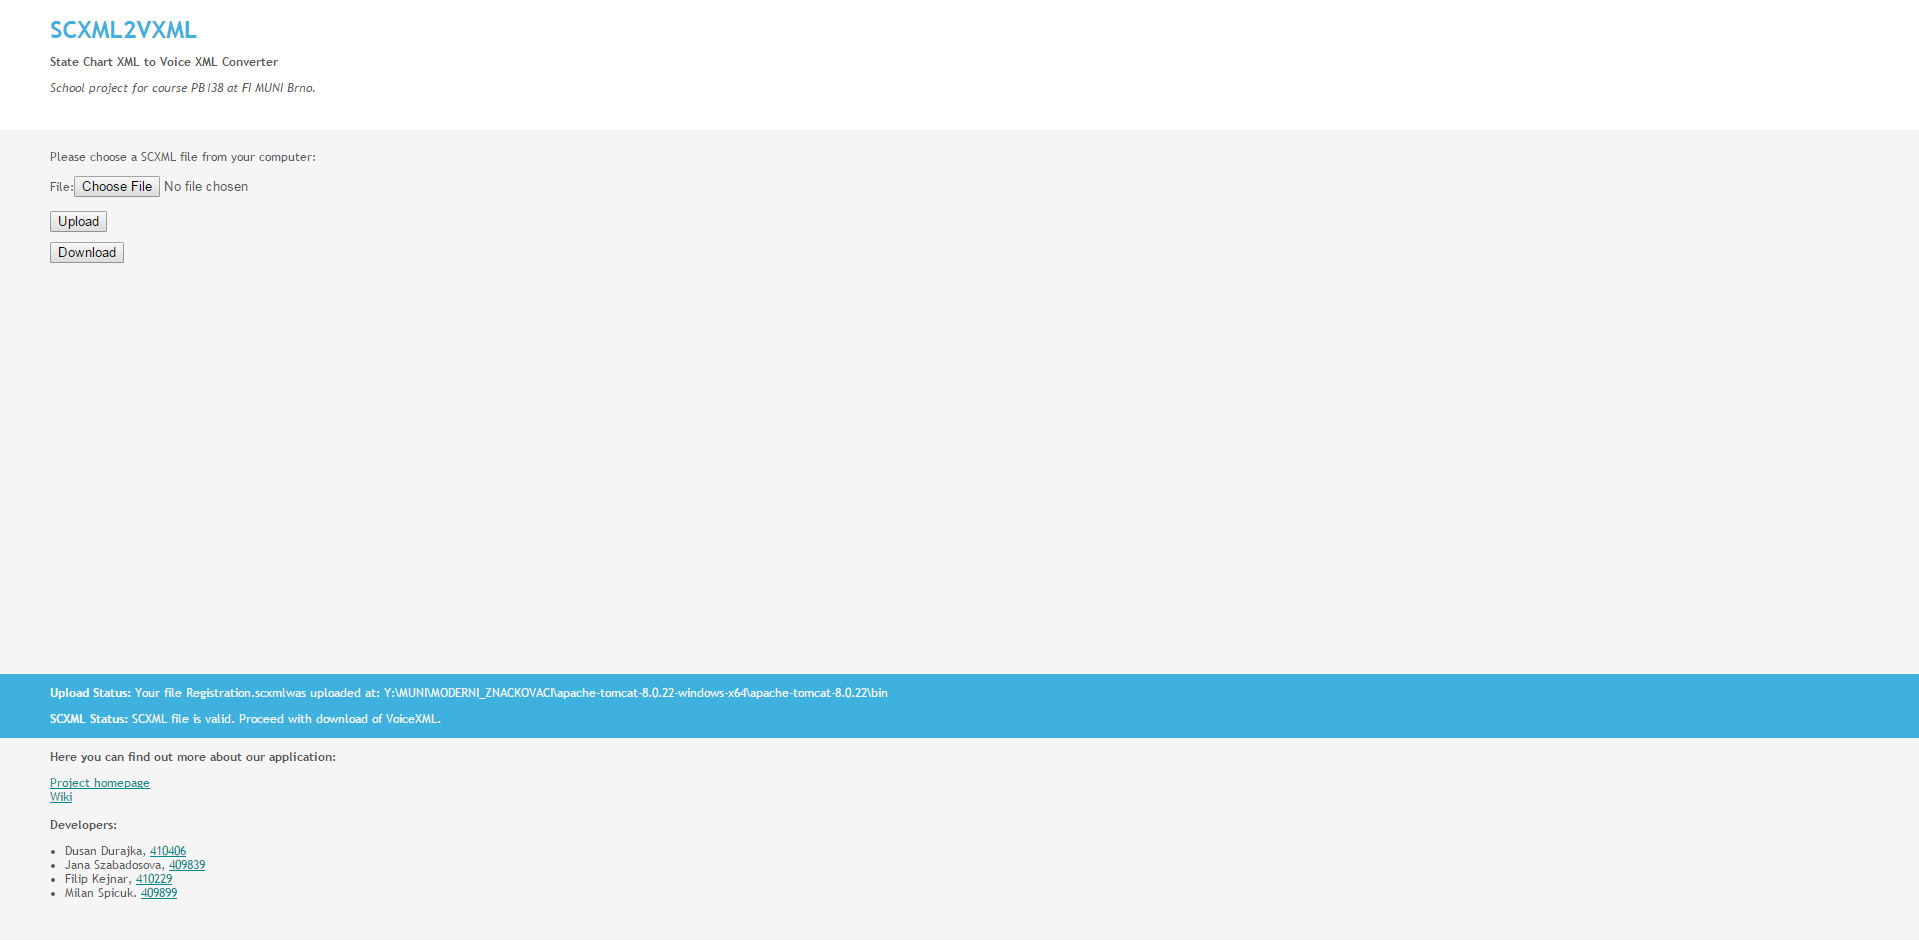 SCXML2VXML
State Chart XML to Voice XML Converter
School project for course PB138 at FI MUNI Brno.
Please choose a SCXML file from your computer:
File: Choose File No file chosen
Upload
Download
Upload Status: Your file Registration.scxmlwas uploaded at: Y:\MUNI\MODERNI_ZNACKOVACI\apache-tomcat-8.0.22-windows-x64\apache-tomcat-8.0.22\bin
SCXML Status: SCXML file is valid. Proceed with download of VoiceXML.
Here you can find out more about our application:
Project homepage
Wiki
Developers:
• Dusan Durajka, 410406
• Jana Szabadosova, 409839
• Filip Kejnar, 410229
• Milan Spicuk. 409899